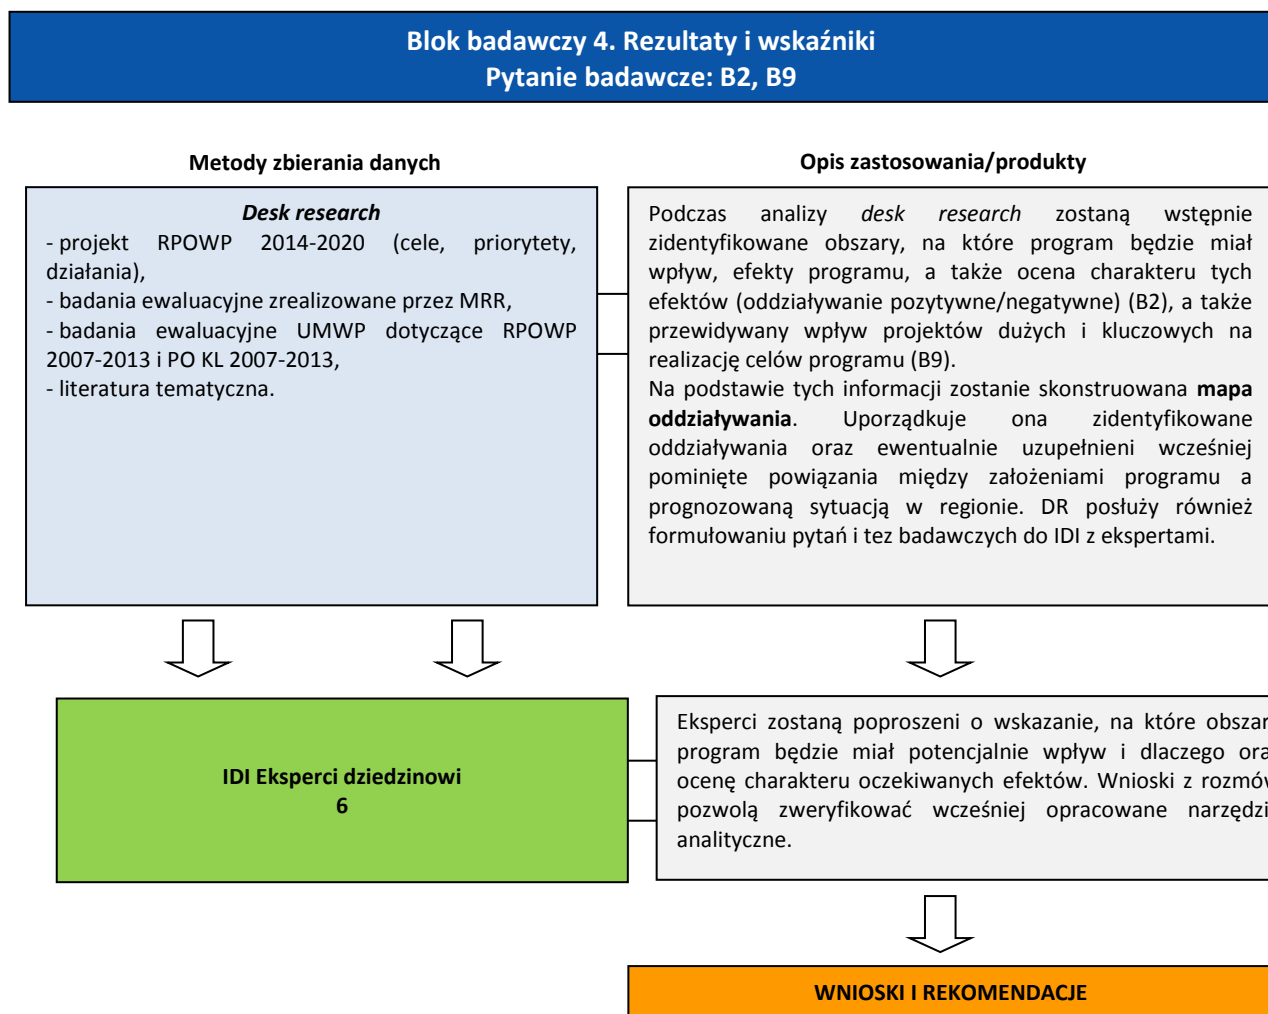 Blok badawczy 4. Rezultaty i wskaźniki
Pytanie badawcze: B2, B9
Metody zbierania danych
Desk research
- projekt RPOWP 2014-2020 (cele, priorytety,
działania),
- badania ewaluacyjne zrealizowane przez MRR,
- badania ewaluacyjne UMWP dotyczące RPOWP
2007-2013 i PO KL 2007-2013,
- literatura tematyczna.
Opis zastosowania/produkty
Podczas analizy desk research zostaną wstępnie
zidentyfikowane obszary, na które program będzie miał
wpływ, efekty programu, a także ocena charakteru tych
efektów (oddziaływanie pozytywne/negatywne) (B2), a także
przewidywany wpływ projektów dużych i kluczowych na
realizację celów programu (B9).
Na podstawie tych informacji zostanie skonstruowana mapa
oddziaływania. Uporządkuje ona zidentyfikowane
oddziaływania oraz ewentualnie uzupełnieni wcześniej
pominięte powiązania między założeniami programu a
prognozowaną sytuacją w regionie. DR posłuży również
formułowaniu pytań i tez badawczych do IDI z ekspertami.
IDI Eksperci dziedzinowi
6
Eksperci zostaną poproszeni o wskazanie, na które obszar
program będzie miał potencjalnie wpływ i dlaczego ora
ocenę charakteru oczekiwanych efektów. Wnioski z rozmów
pozwolą zweryfikować wcześniej opracowane narzędzi
analityczne.
WNIOSKI I REKOMENDACJE